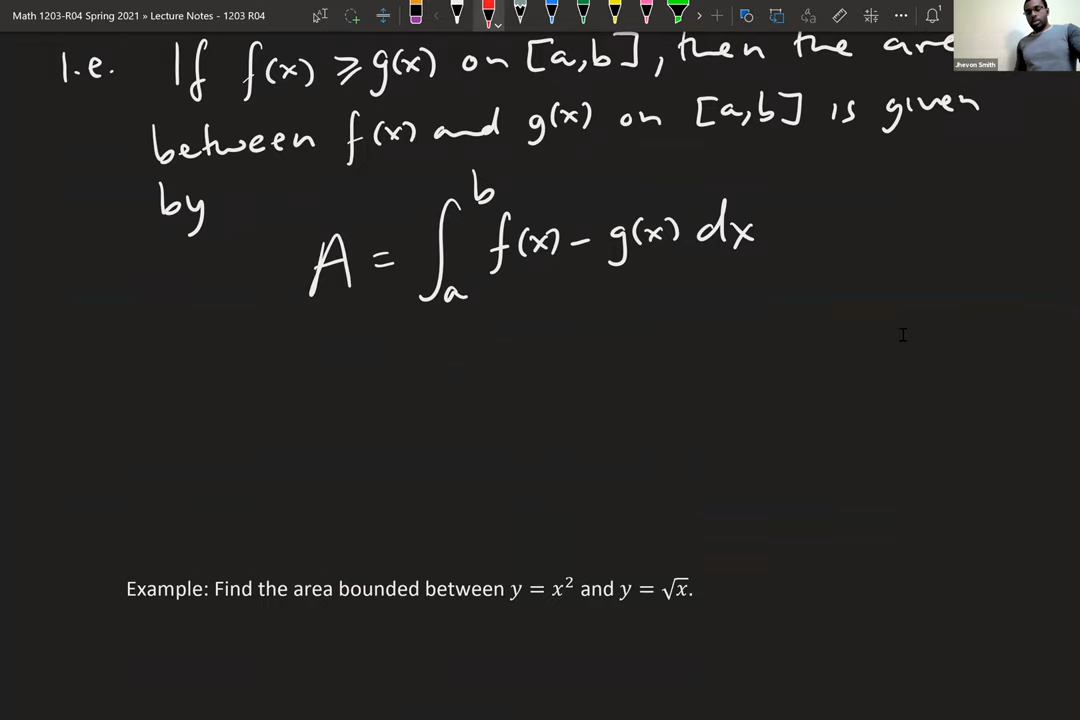 Math 1203-R04 Spring 2021 » Lecture Notes - 1203 R04
Jhevon Smith
I.e. If f(x) ⩾ g(x) on [a,b], then the are
between f(x) and g(x) on [a,b] is given
by
A = ∫_a^b f(x) - g(x) dx
Example: Find the area bounded between y = x² and y = √x.